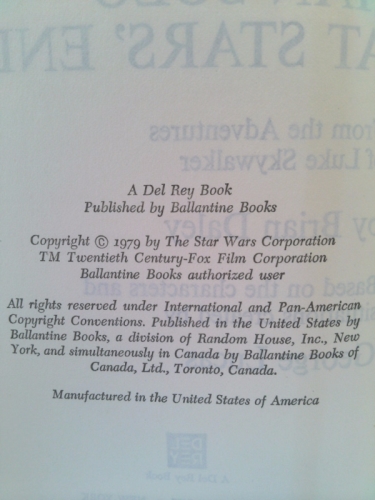 A Del Rey Book
Published by Ballantine Books
Copyright © 1979 by The Star Wars Corporation
TM Twentieth Century-Fox Film Corporation
Ballantine Books authorized user
All rights reserved under International and Pan-American
Copyright Conventions. Published in the United States by
Ballantine Books, a division of Random House, Inc., New
York, and simultaneously in Canada by Ballantine Books of
Canada, Ltd., Toronto, Canada.
Manufactured in the United States of America